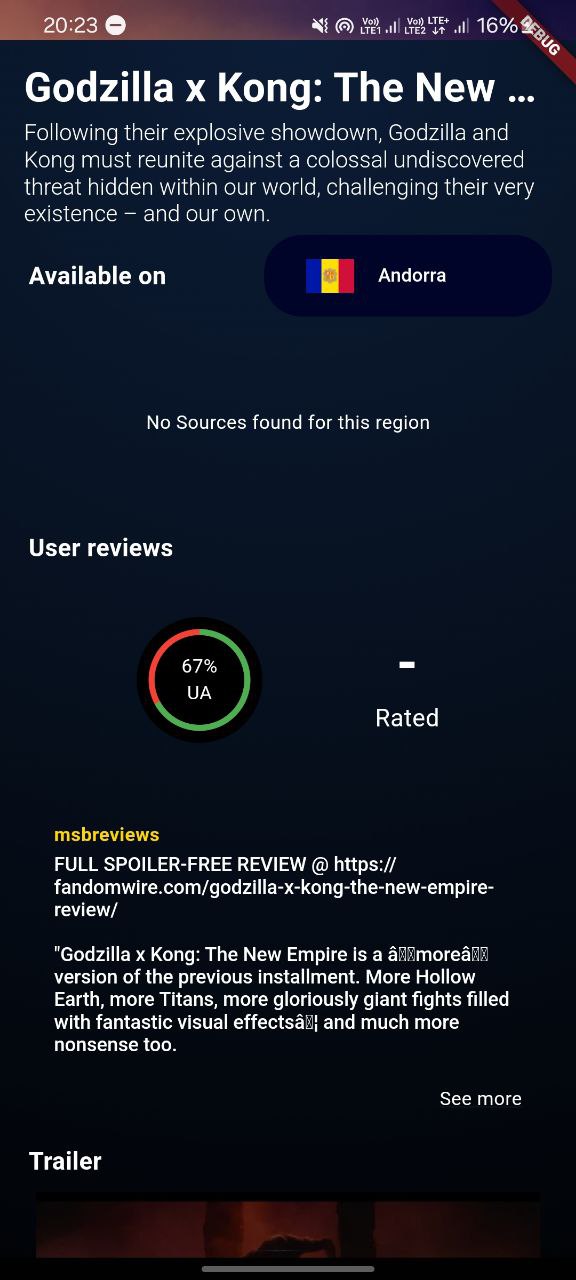 20:23
Vo)) LTE1 Vo)) LTE+ LTE2 16%
DEBUG
Godzilla x Kong: The New ...
Following their explosive showdown, Godzilla and
Kong must reunite against a colossal undiscovered
threat hidden within our world, challenging their very
existence – and our own.
Available on
Andorra
No Sources found for this region
User reviews
67%
UA
-
Rated
msbreviews
FULL SPOILER-FREE REVIEW @ https://
fandomwire.com/godzilla-x-kong-the-new-empire-
review/
"Godzilla x Kong: The New Empire is a â▯▯moreâ▯▯
version of the previous installment. More Hollow
Earth, more Titans, more gloriously giant fights filled
with fantastic visual effectsâ▯¦ and much more
nonsense too.
See more
Trailer